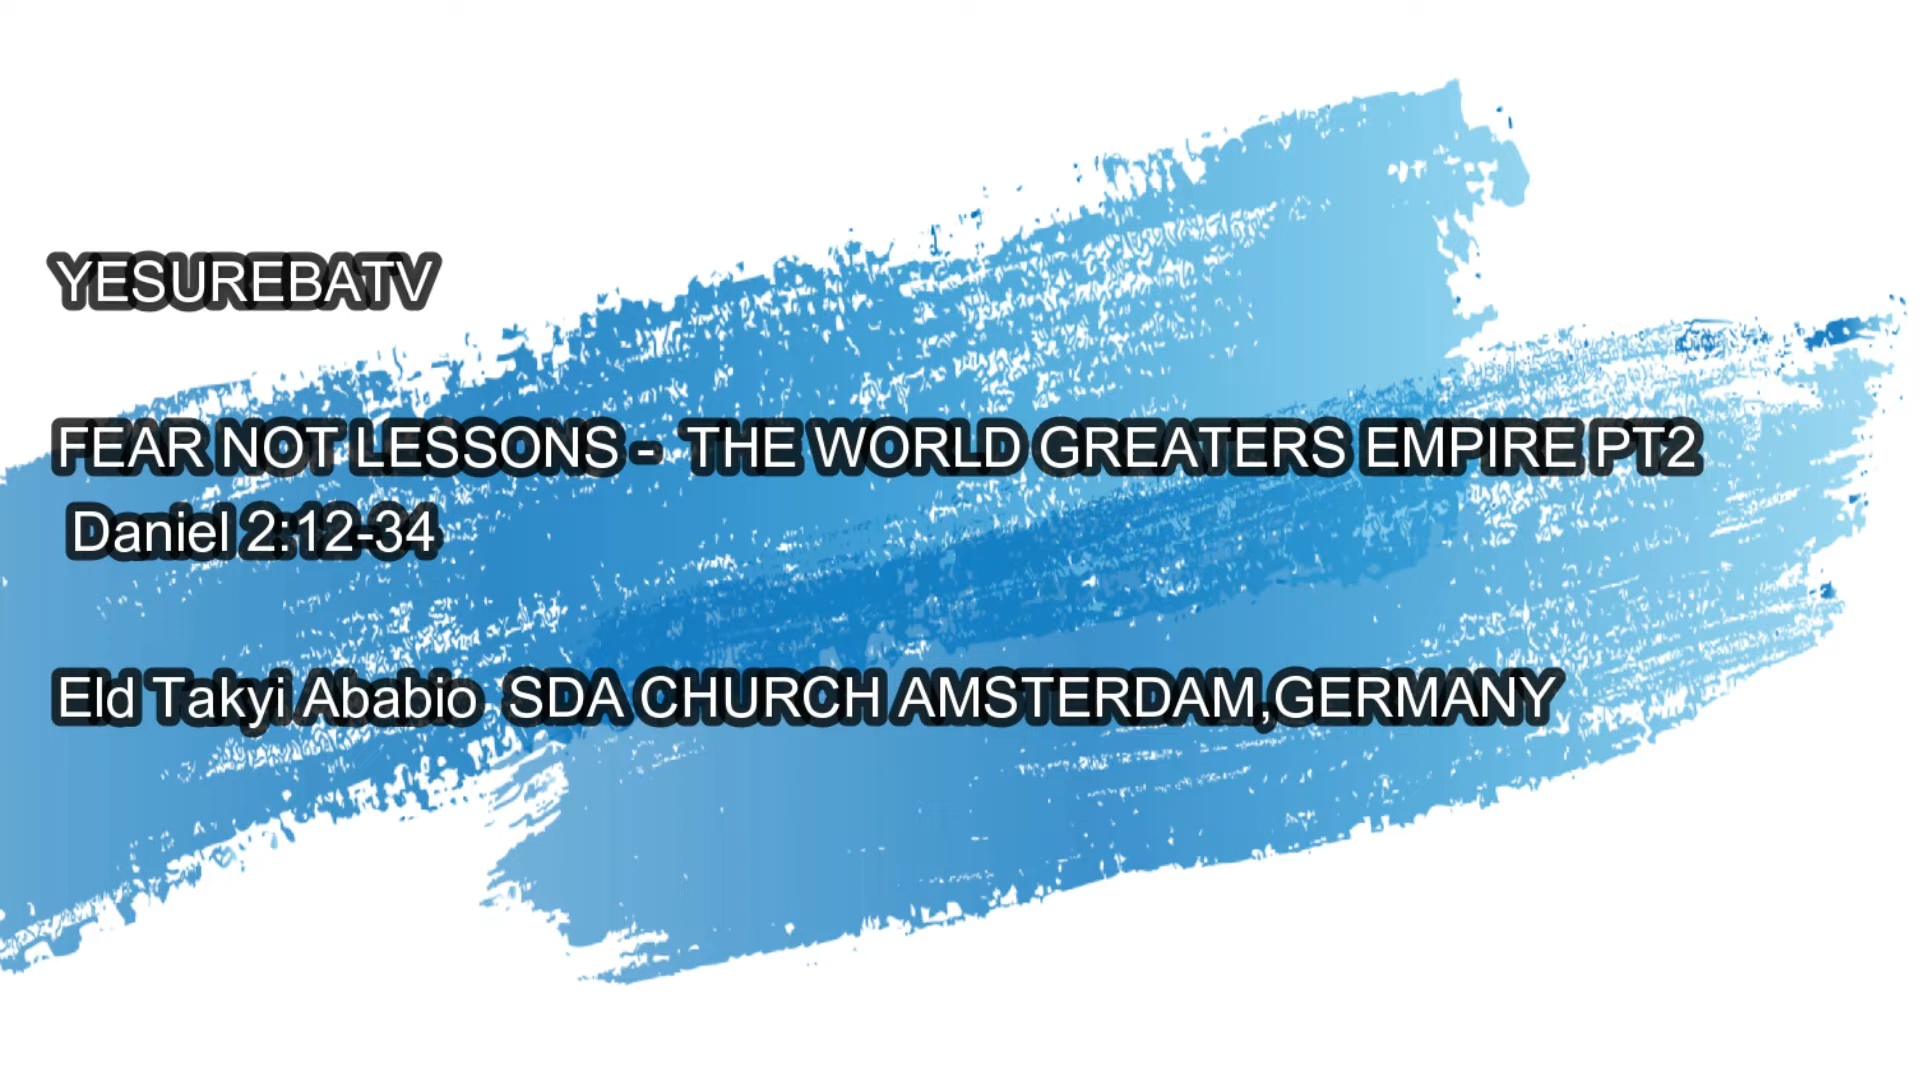 YESUREBATV
FEAR NOT LESSONS - THE WORLD GREATERS EMPIRE PT2
Daniel 2:12-34
Eld Takyi Ababio SDA CHURCH AMSTERDAM,GERMANY